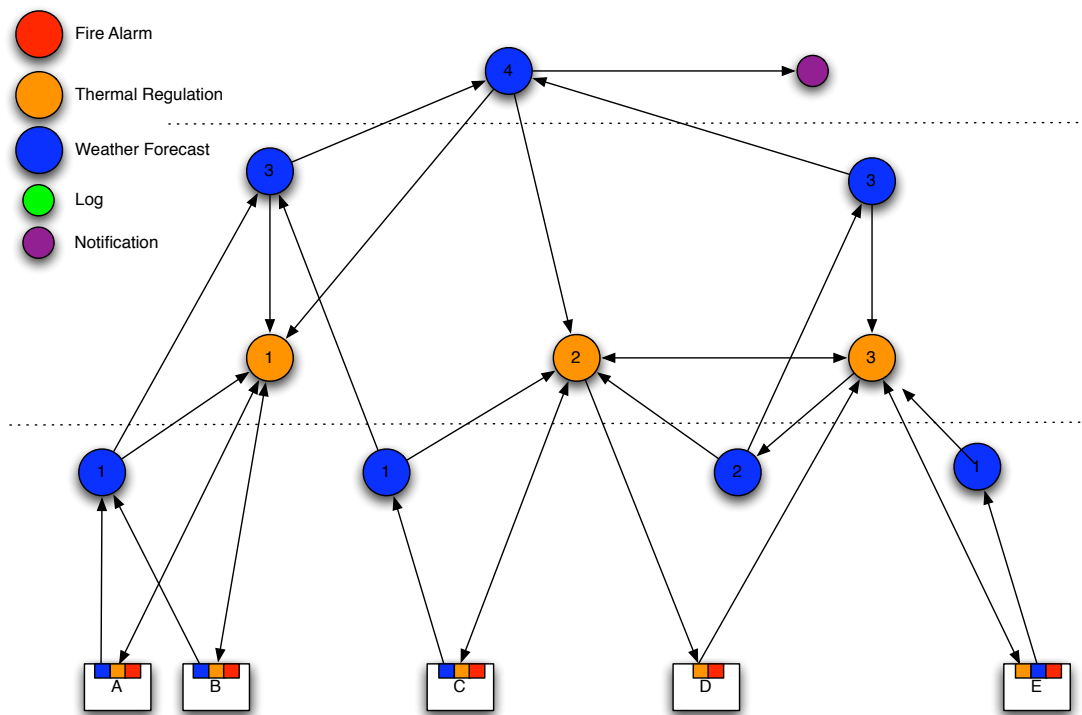 Fire Alarm
Thermal Regulation
Weather Forecast
Log
Notification
4
3
3
1
2
3
1
1
2
1
A
B
C
D
E